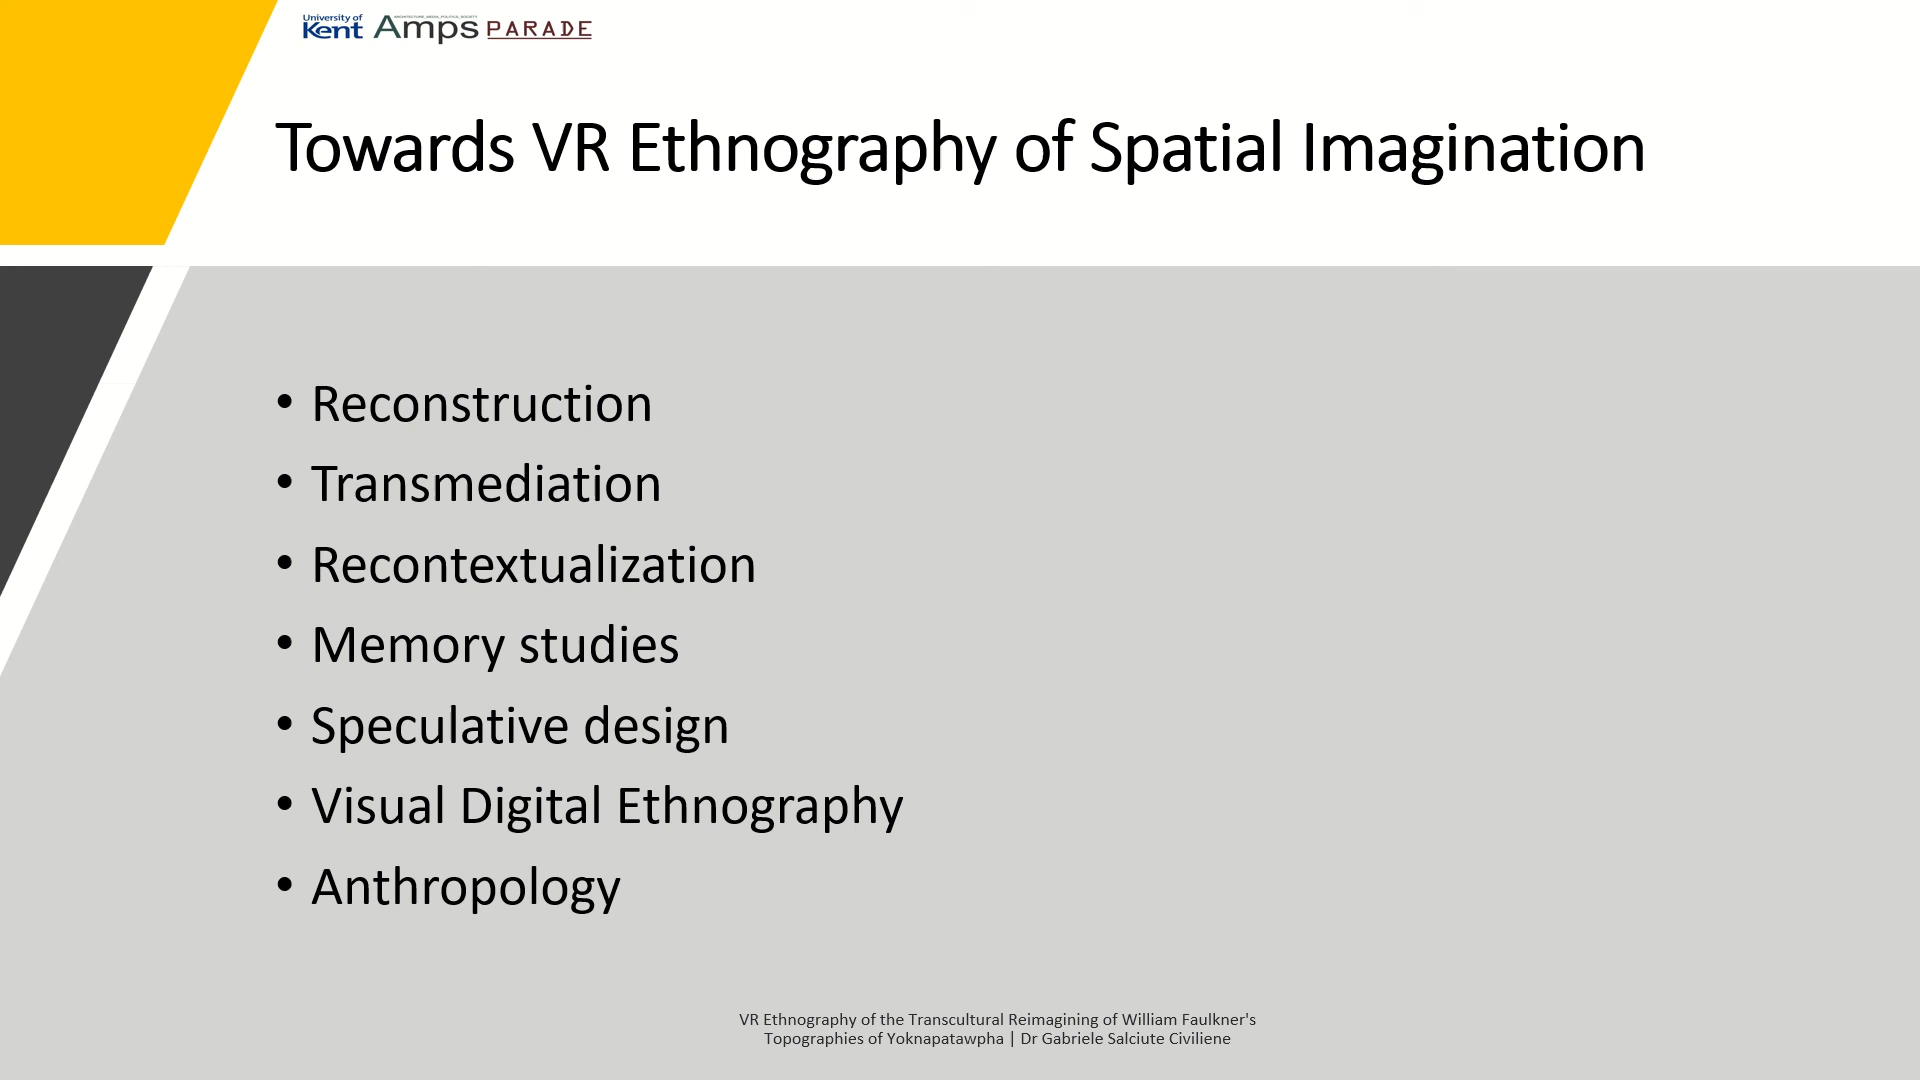 University of
Kent Amps PARADE
Towards VR Ethnography of Spatial Imagination
• Reconstruction
• Transmediation
• Recontextualization
• Memory studies
• Speculative design
• Visual Digital Ethnography
• Anthropology
VR Ethnography of the Transcultural Reimagining of William Faulkner's
Topographies of Yoknapatawpha | Dr Gabriele Salciute Civiliene